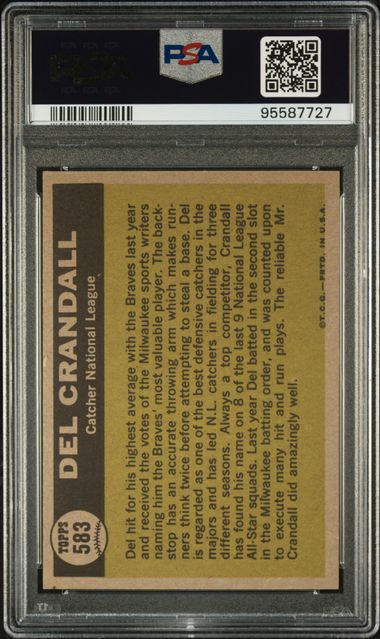 PSA
95587727
TOPPS
583
DEL CRANDALL
Catcher National League
Del hit for his highest average with the Braves last year
and received the votes of the Milwaukee sports writers
naming him the Braves' most valuable player. The back-
stop has an accurate throwing arm which makes run-
ners think twice before attempting to steal a base. Del
is regarded as one of the best defensive catchers in the
majors and has led N.L. catchers in fielding for three
different seasons. Always a top competitor, Crandall
has found his name on 8 of the last 9 National League
All-Star squads. Last year Del batted in the second slot
in the Milwaukee batting order, and was counted upon
to execute many hit and run plays. The reliable Mr.
Crandall did amazingly well.
©T.C.G.—PRTD. IN U.S.A.